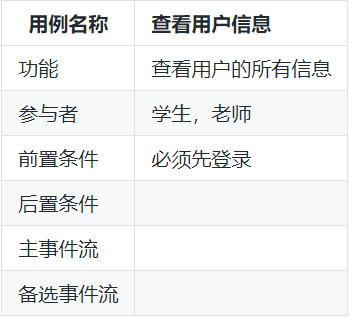 用例名称 查看用户信息
功能 查看用户的所有信息
参与者 学生，老师
前置条件 必须先登录
后置条件
主事件流
备选事件流